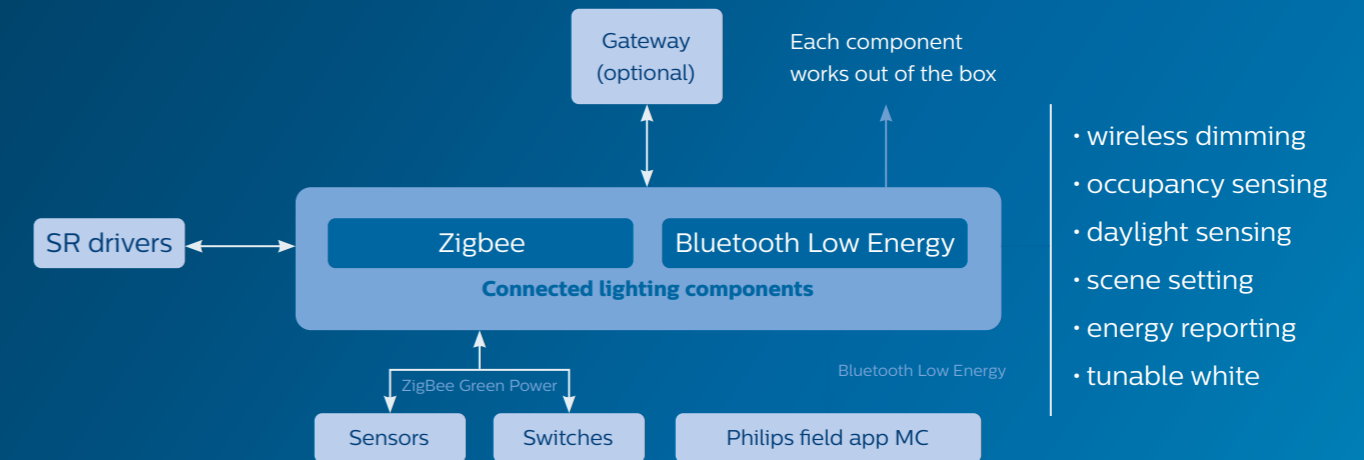 Gateway
(optional)
Each component
works out of the box
SR drivers
Zigbee
Bluetooth Low Energy
Connected lighting components
· wireless dimming
· occupancy sensing
· daylight sensing
· scene setting
· energy reporting
· tunable white
ZigBee Green Power
Bluetooth Low Energy
Sensors
Switches
Philips field app MC